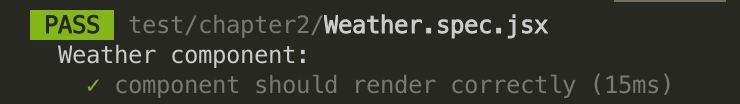 PASS test/chapter2/Weather.spec.jsx
Weather component:
✓ component should render correctly (15ms)